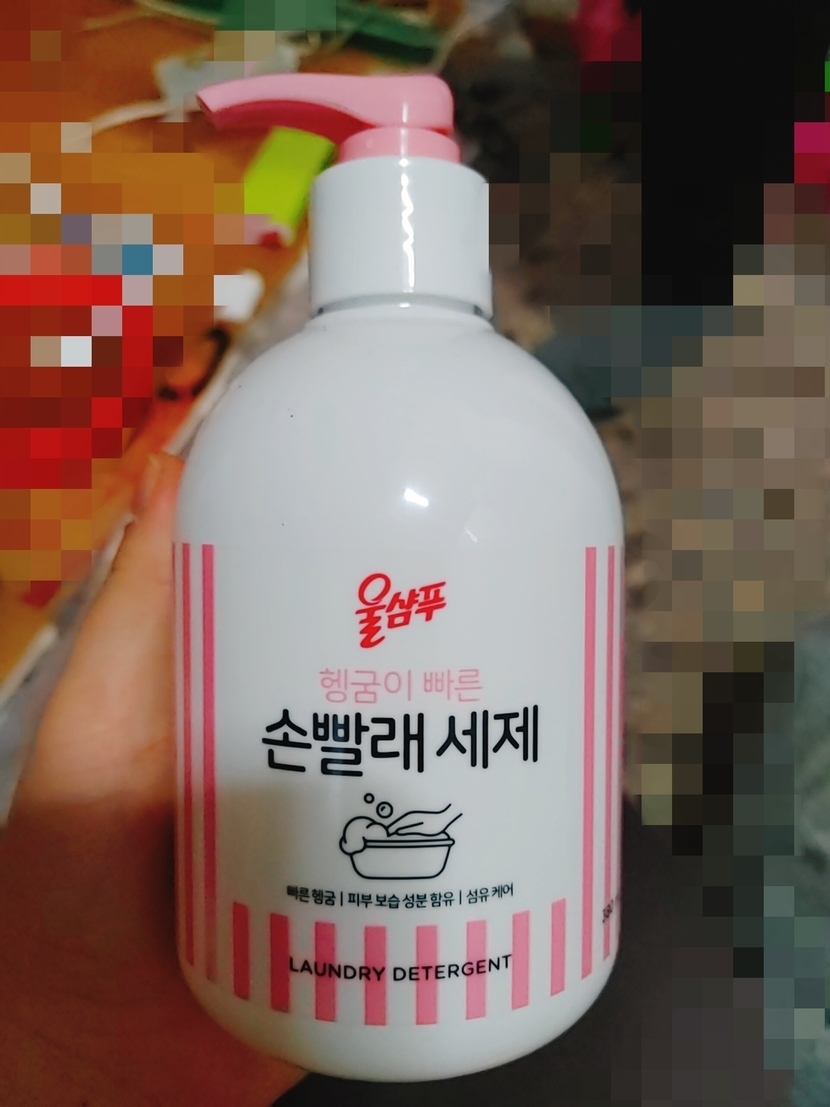 울샴푸
헹굼이 빠른
손빨래 세제
빠른 헹굼 | 피부 보습 성분 함유 | 섬유 케어
LAUNDRY DETERGENT